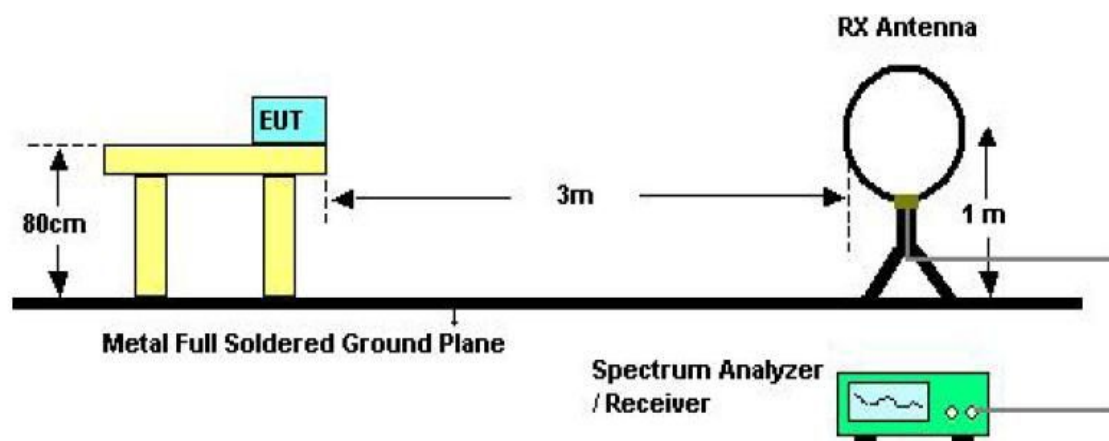 RX Antenna
EUT
3m
80cm
1 m
Metal Full Soldered Ground Plane
Spectrum Analyzer
/ Receiver